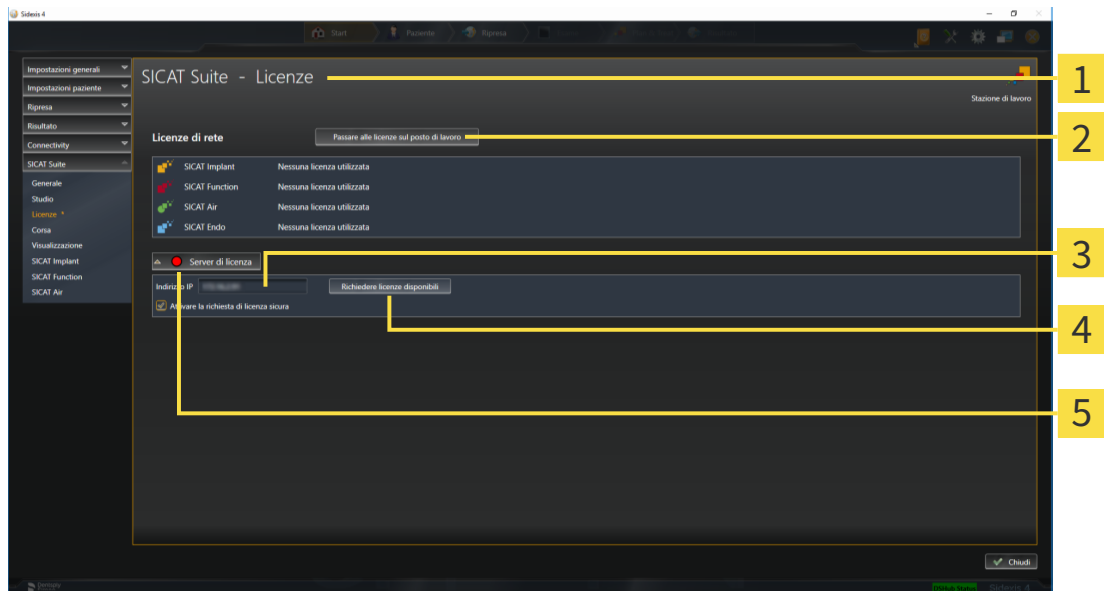 Sidexis 4
Start
Paziente
Ripresa
Impostazioni generali
Impostazioni paziente
Ripresa
Risultato
Connectivity
SICAT Suite
Generale
Studio
Licenze *
Corsa
Visualizzazione
SICAT Implant
SICAT Function
SICAT Air
SICAT Suite - Licenze
Stazione di lavoro
Licenze di rete
Passare alle licenze sul posto di lavoro
SICAT Implant Nessuna licenza utilizzata
SICAT Function Nessuna licenza utilizzata
SICAT Air Nessuna licenza utilizzata
SICAT Endo Nessuna licenza utilizzata
Server di licenza
Indirizzo IP
Richiedere licenze disponibili
Attivare la richiesta di licenza sicura
1
2
3
4
5
Chiudi
Dentsply
Sidexis 4